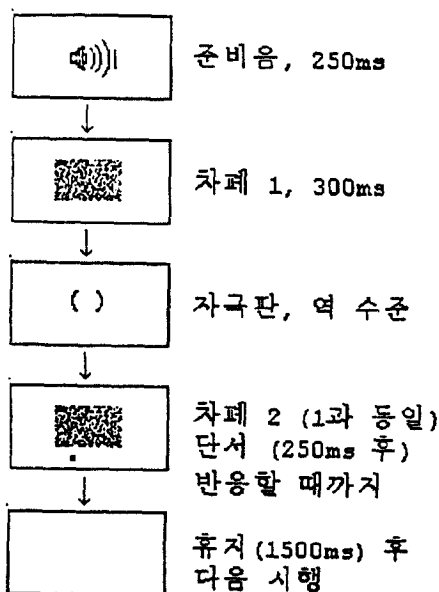 준비음, 250ms
차폐 1, 300ms
( )
자극판, 역 수준
차폐 2 (1과 동일)
단서 (250ms 후)
반응할 때까지
휴지(1500ms) 후
다음 시행